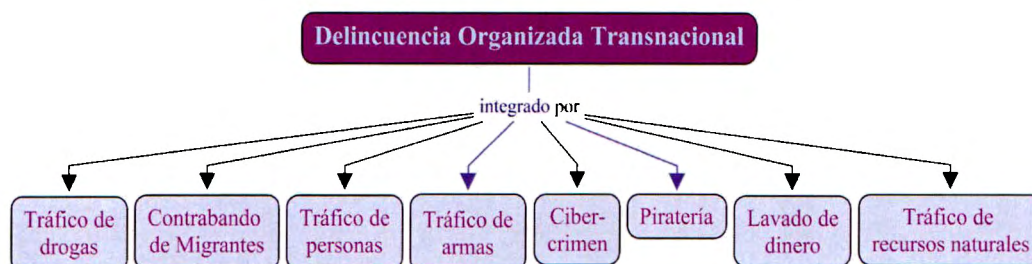 Delincuencia Organizada Transnacional
integrado por
Tráfico de
drogas
Contrabando
de Migrantes
Tráfico de
personas
Tráfico de
armas
Ciber-
crimen
Piratería
Lavado de
dinero
Tráfico de
recursos naturales